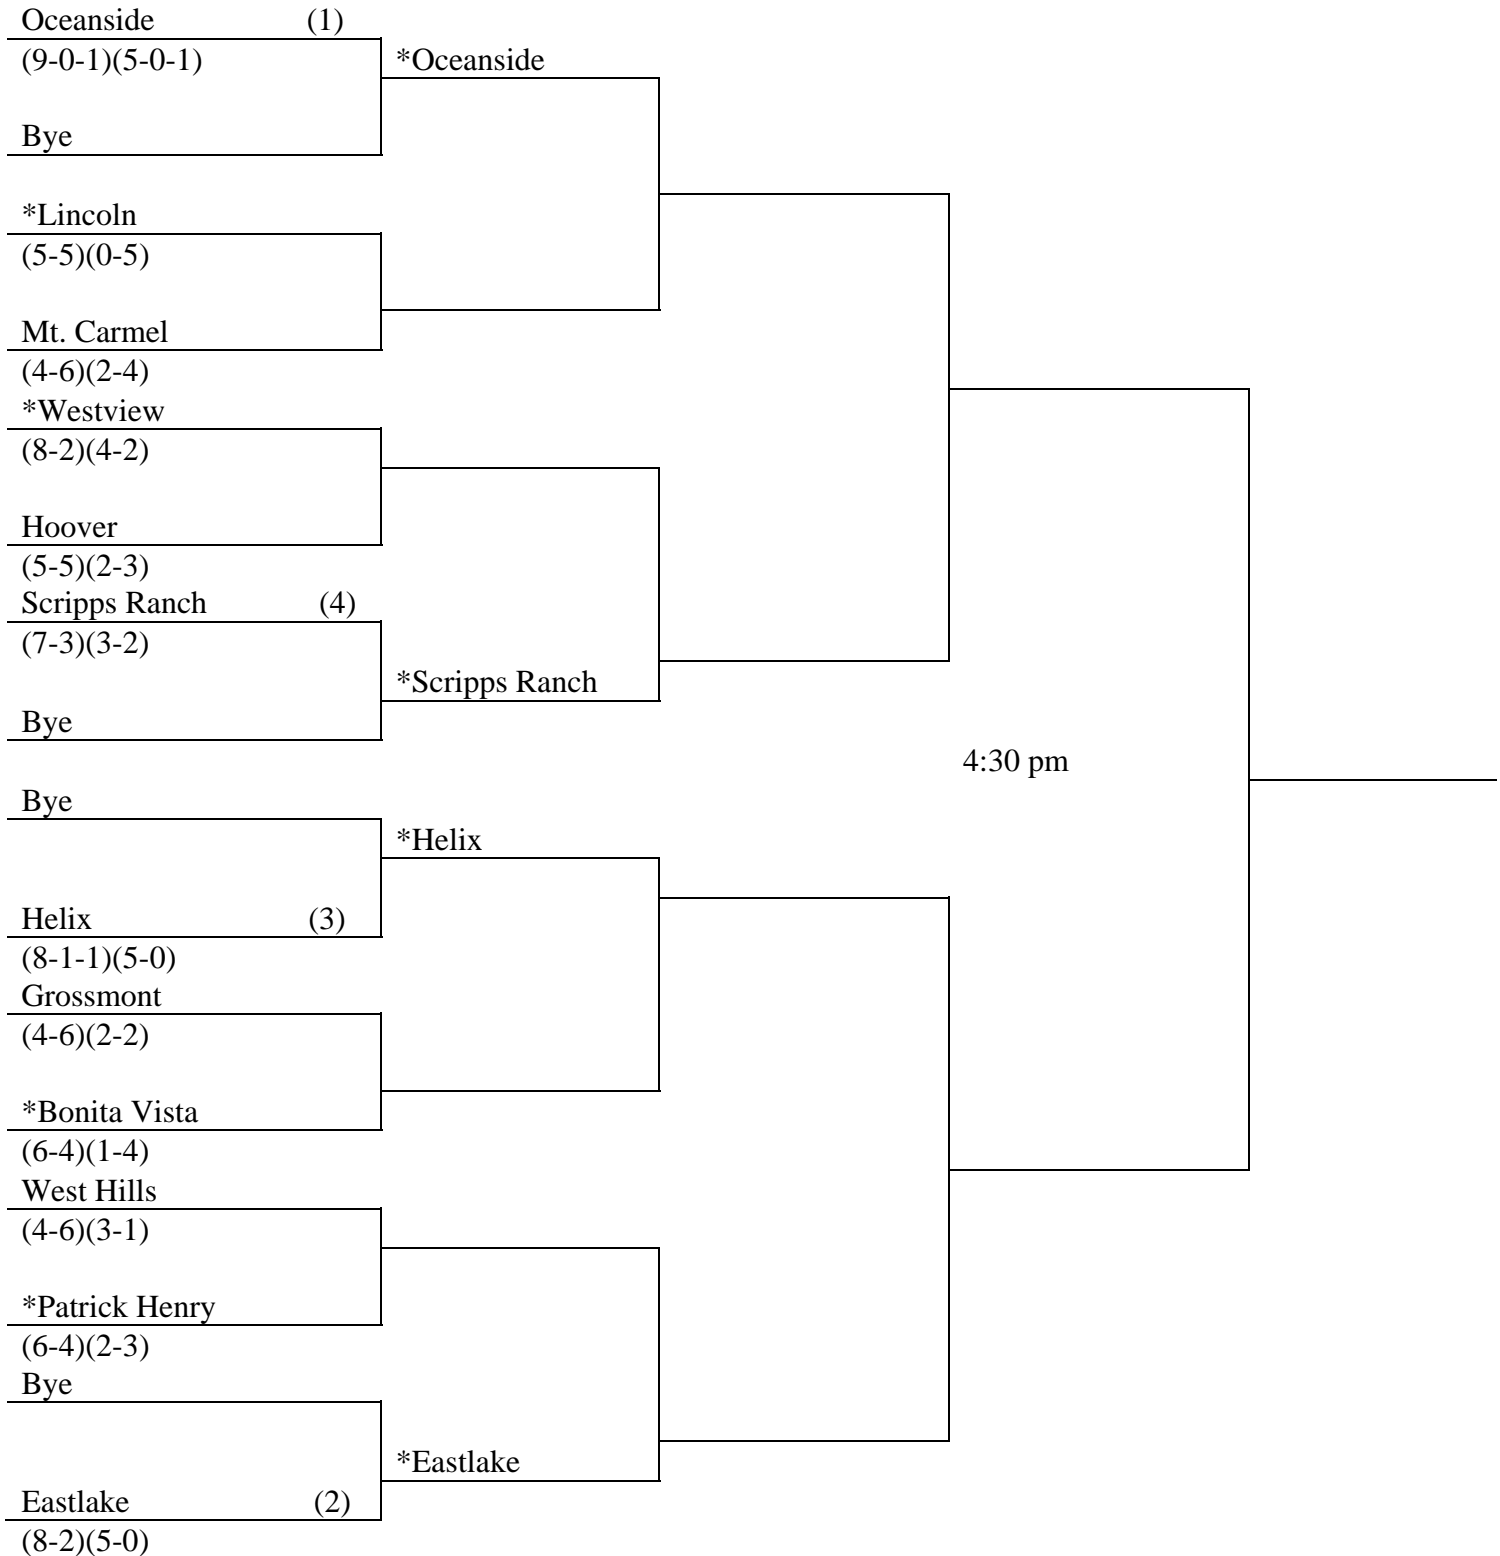 Oceanside (1)
(9-0-1)(5-0-1)
*Oceanside
Bye
*Lincoln
(5-5)(0-5)
Mt. Carmel
(4-6)(2-4)
*Westview
(8-2)(4-2)
Hoover
(5-5)(2-3)
Scripps Ranch (4)
(7-3)(3-2)
*Scripps Ranch
Bye
4:30 pm
Bye
*Helix
Helix (3)
(8-1-1)(5-0)
Grossmont
(4-6)(2-2)
*Bonita Vista
(6-4)(1-4)
West Hills
(4-6)(3-1)
*Patrick Henry
(6-4)(2-3)
Bye
*Eastlake
Eastlake (2)
(8-2)(5-0)